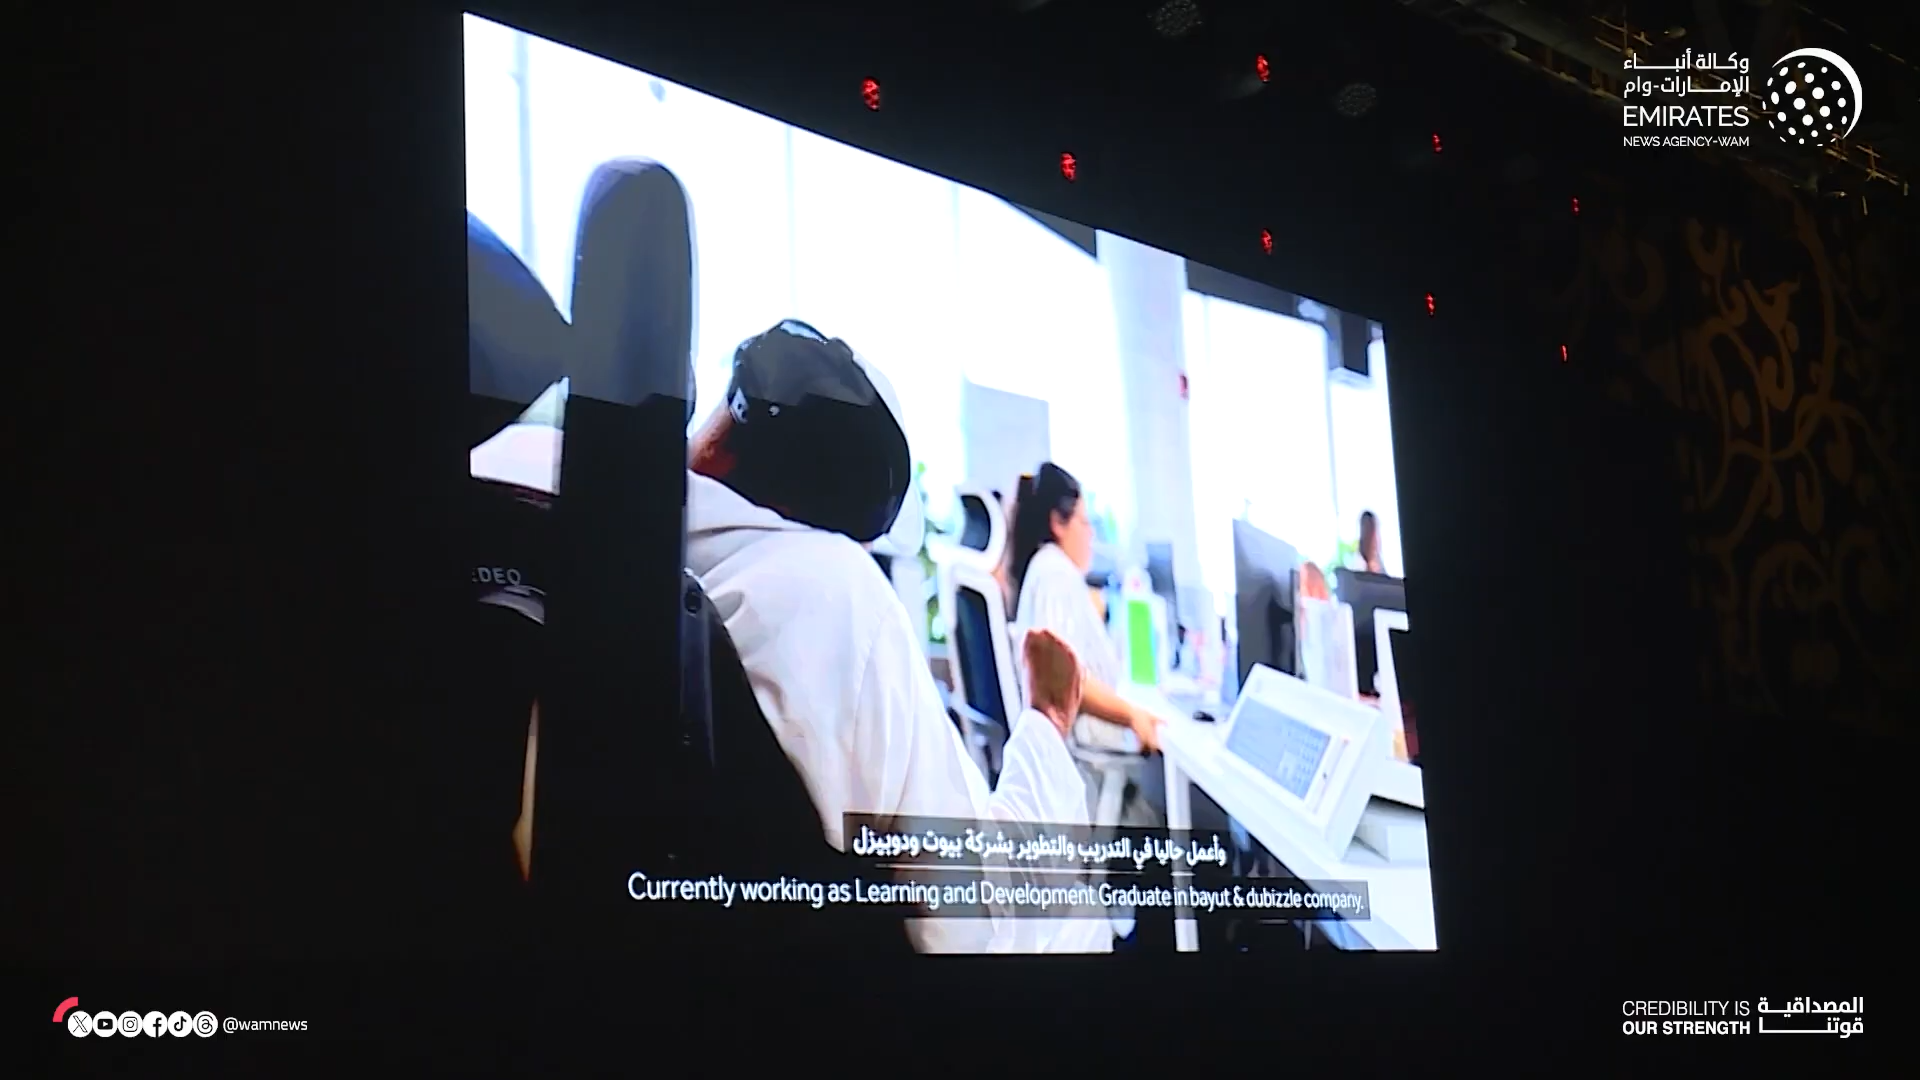 وكالة أنباء
الإمارات-وام
EMIRATES
NEWS AGENCY-WAM
DEO
وأعمل حاليا في التدريب والتطوير بشركة بيوت ودوبيزل
Currently working as Learning and Development Graduate in bayut & dubizzle company.
@wamnews
CREDIBILITY IS
OUR STRENGTH
المصداقية
قوتنا